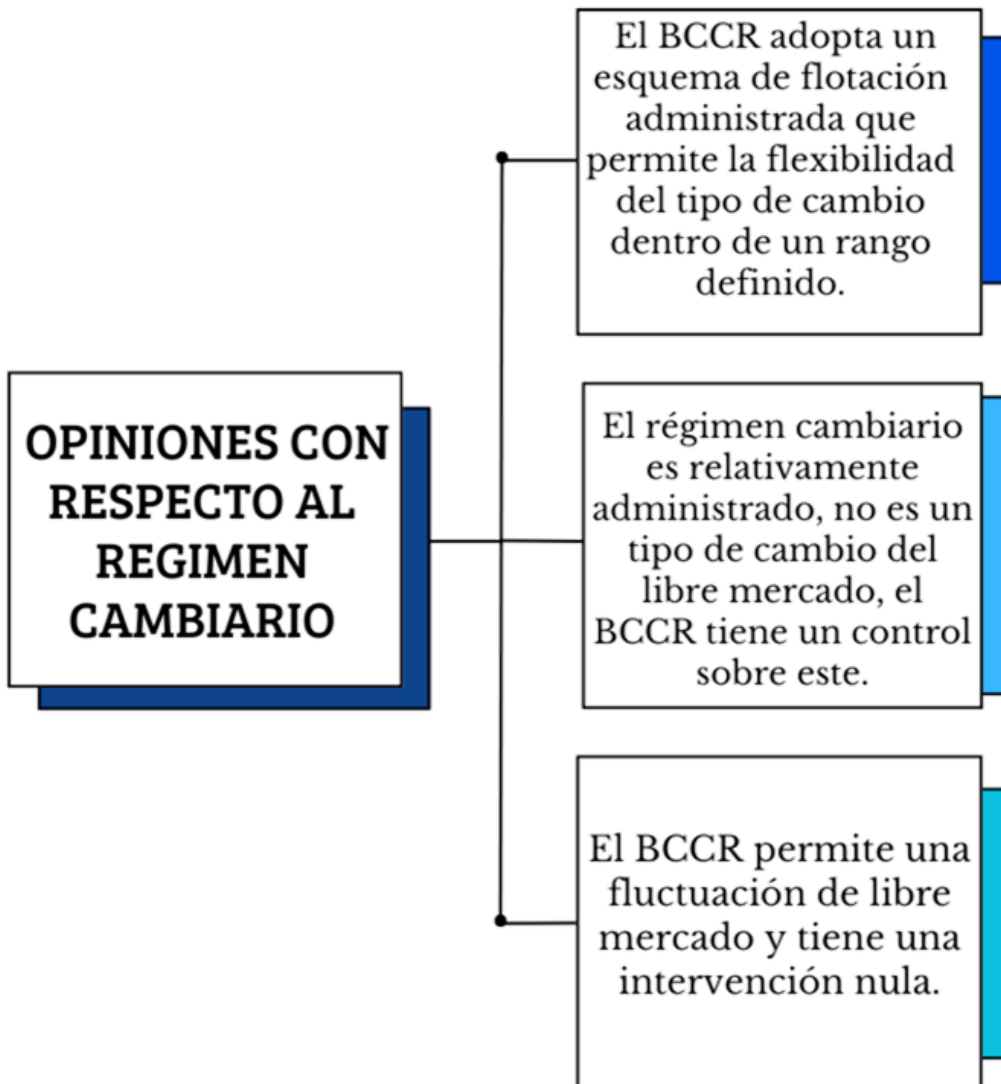 OPINIONES CON
RESPECTO AL
REGIMEN
CAMBIARIO
El BCCR adopta un
esquema de flotación
administrada que
permite la flexibilidad
del tipo de cambio
dentro de un rango
definido.
El régimen cambiario
es relativamente
administrado, no es un
tipo de cambio del
libre mercado, el
BCCR tiene un control
sobre este.
El BCCR permite una
fluctuación de libre
mercado y tiene una
intervención nula.